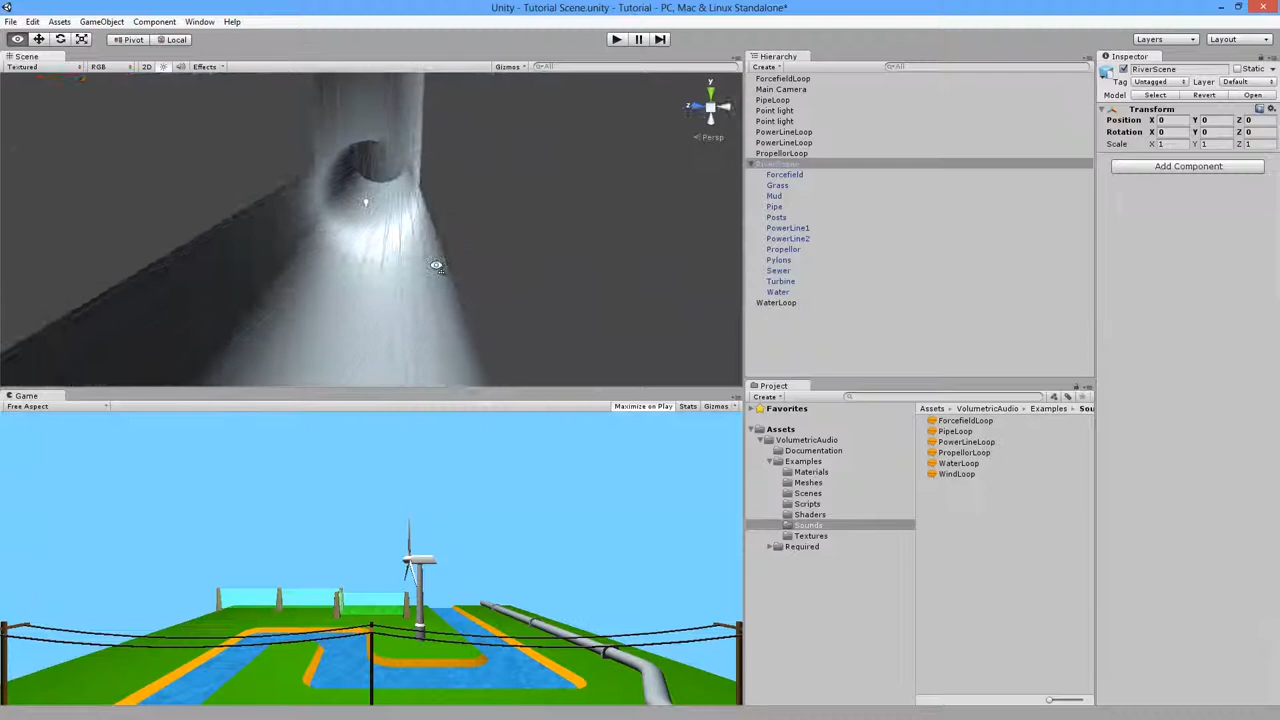 Unity - Tutorial Scene.unity - Tutorial - PC, Mac & Linux Standalone*
File Edit Assets GameObject Component Window Help
Pivot Local Layers Layout
Scene
Textured RGB 2D Effects Gizmos All
y
z
Persp
Hierarchy
Create All
ForcefieldLoop
Main Camera
PipeLoop
Point light
Point light
PowerLineLoop
PowerLineLoop
PropellorLoop
RiverScene
Forcefield
Grass
Mud
Pipe
Posts
PowerLine1
PowerLine2
Propellor
Pylons
Sewer
Turbine
Water
WaterLoop
Inspector
RiverScene Static
Tag Untagged Layer Default
Model Select Revert Open
Transform
Position X 0 Y 0 Z 0
Rotation X 0 Y 0 Z 0
Scale X 1 Y 1 Z 1
Add Component
Game
Free Aspect Maximize on Play Stats Gizmos
Project
Create
Favorites
Assets
VolumetricAudio
Documentation
Examples
Materials
Meshes
Scenes
Scripts
Shaders
Sounds
Textures
Required
Assets VolumetricAudio Examples Sou
ForcefieldLoop
PipeLoop
PowerLineLoop
PropellorLoop
WaterLoop
WindLoop